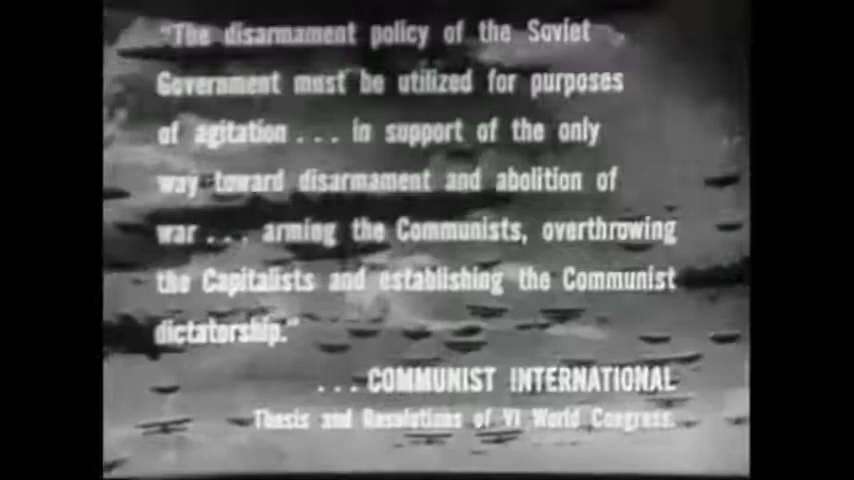 "The disarmament policy of the Soviet
Government must be utilized for purposes
of agitation... in support of the only
way toward disarmament and abolition of
war... arming the Communists, overthrowing
the Capitalists and establishing the Communist
dictatorship."
...COMMUNIST INTERNATIONAL
Thesis and Resolutions of VI World Congress.